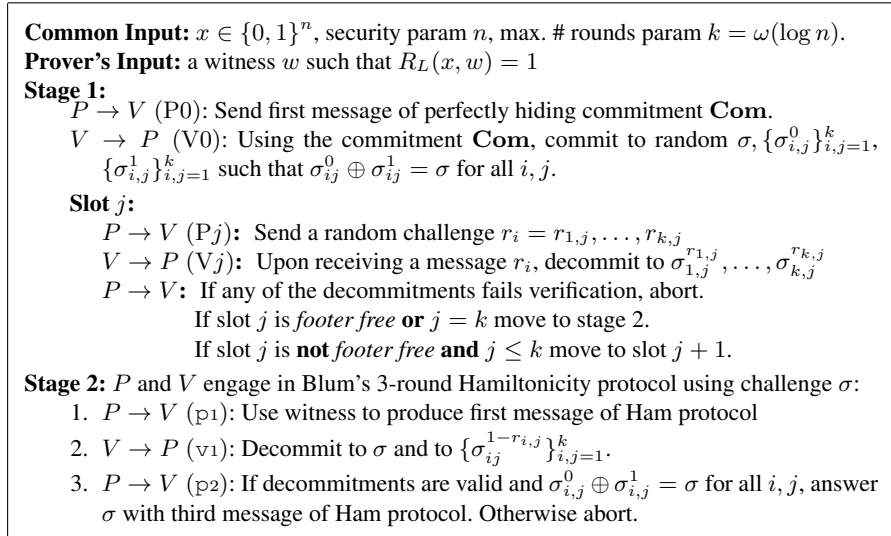 Common Input: x ∈ {0, 1}^n, security param n, max. # rounds param k = ω(log n).
Prover's Input: a witness w such that R_L(x, w) = 1
Stage 1:
P → V (P0): Send first message of perfectly hiding commitment Com.
V → P (V0): Using the commitment Com, commit to random σ, {σ^0_{i,j}}^k_{i,j=1},
{σ^1_{i,j}}^k_{i,j=1} such that σ^0_{ij} ⊕ σ^1_{ij} = σ for all i, j.
Slot j:
P → V (Pj): Send a random challenge r_i = r_{1,j}, . . . , r_{k,j}
V → P (Vj): Upon receiving a message r_i, decommit to σ^{r_{1,j}}_{1,j}, . . . , σ^{r_{k,j}}_{k,j}
P → V: If any of the decommitments fails verification, abort.
If slot j is footer free or j = k move to stage 2.
If slot j is not footer free and j ≤ k move to slot j + 1.
Stage 2: P and V engage in Blum's 3-round Hamiltonicity protocol using challenge σ:
1. P → V (p1): Use witness to produce first message of Ham protocol
2. V → P (v1): Decommit to σ and to {σ^{1−r_{i,j}}_{ij}}^k_{i,j=1}.
3. P → V (p2): If decommitments are valid and σ^0_{i,j} ⊕ σ^1_{i,j} = σ for all i, j, answer
σ with third message of Ham protocol. Otherwise abort.